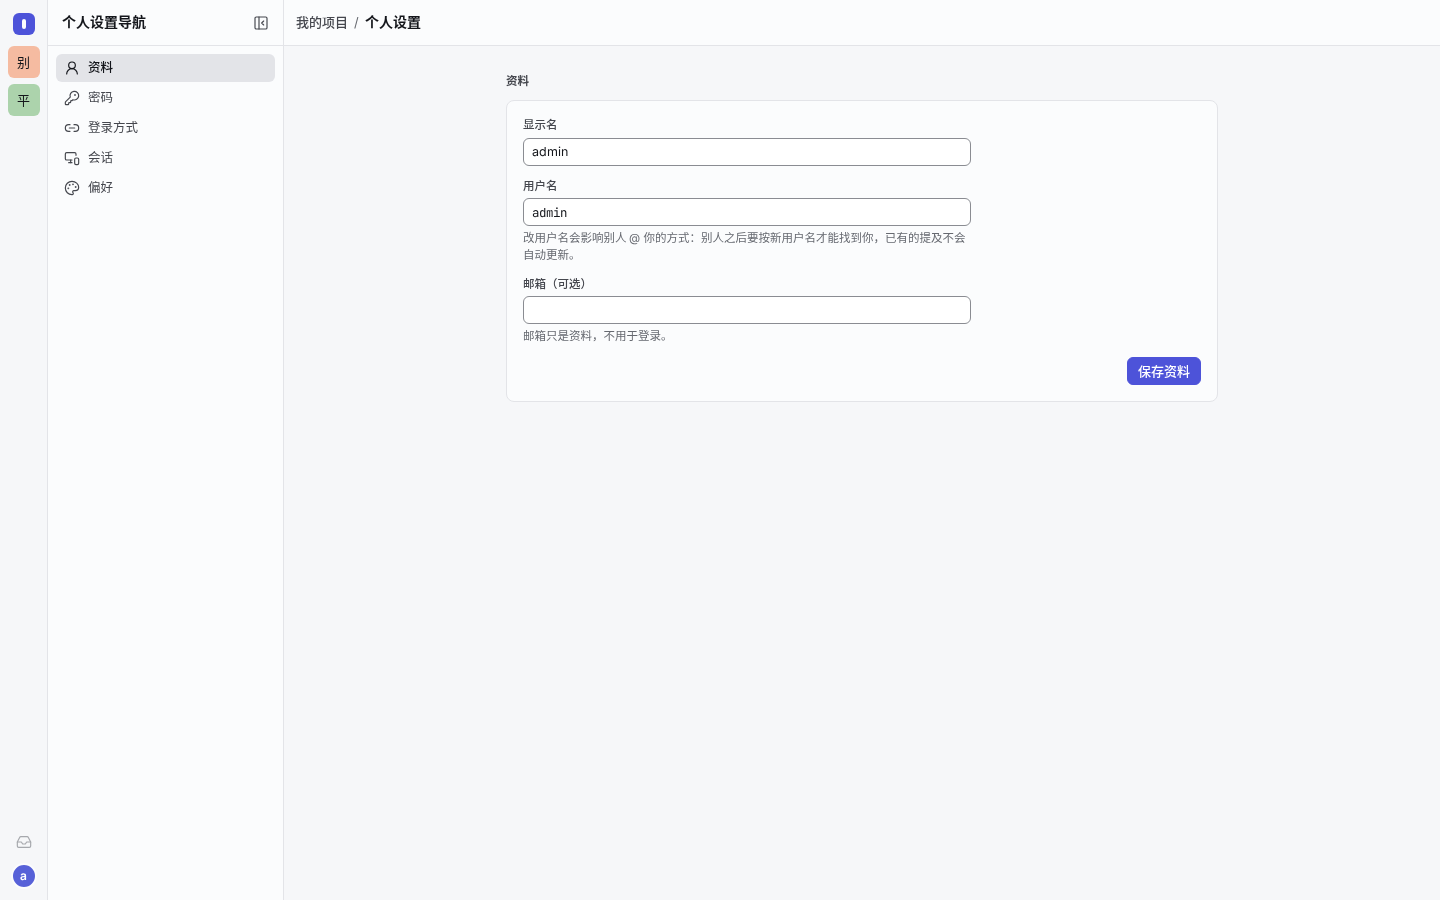 个人设置导航
我的项目 / 个人设置
别
平
资料
密码
登录方式
会话
偏好
资料
显示名
admin
用户名
admin
改用户名会影响别人 @ 你的方式：别人之后要按新用户名才能找到你，已有的提及不会
自动更新。
邮箱（可选）
邮箱只是资料，不用于登录。
保存资料
a